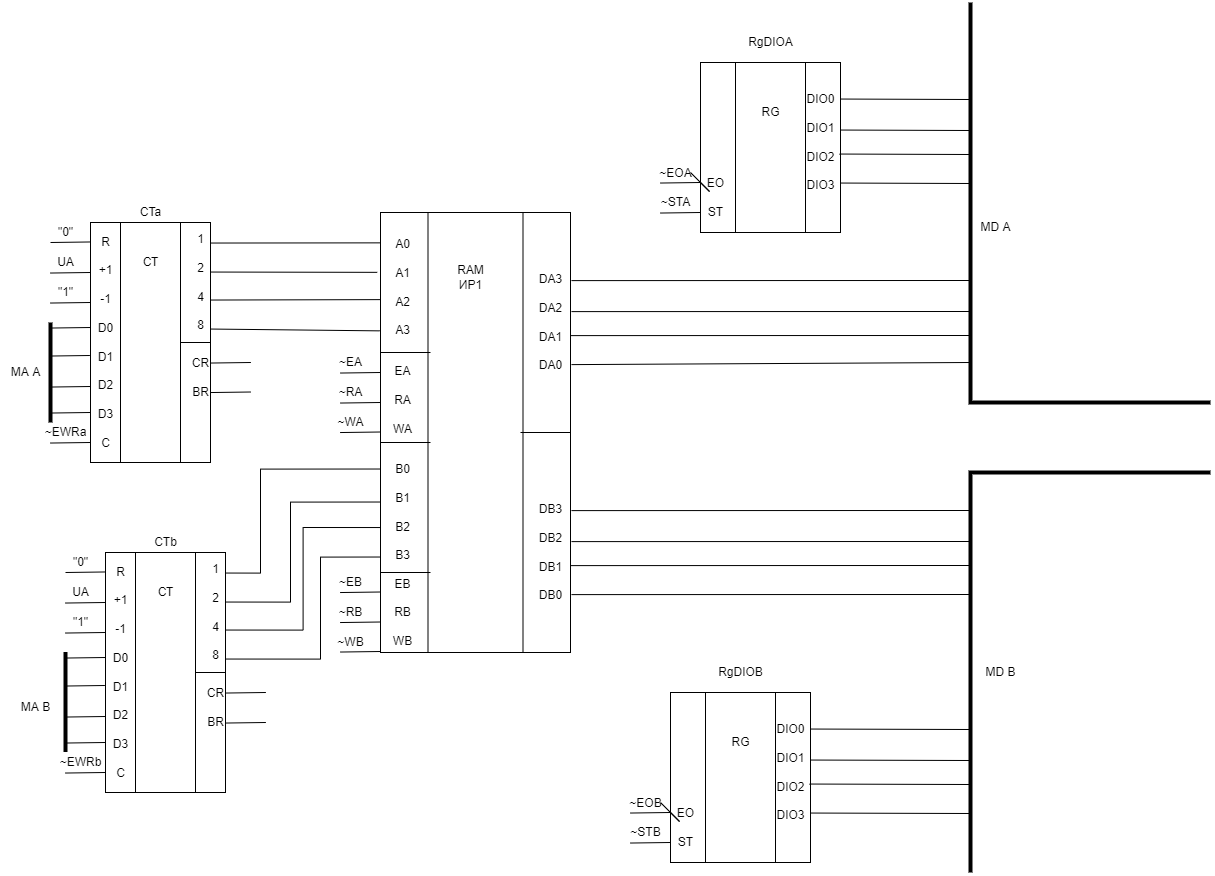 RgDIOA
RG
DIO0
DIO1
DIO2
DIO3
~EOA
EO
~STA
ST
MD A
CTa
"0"
R
CT
1
UA
+1
2
"1"
-1
4
D0
8
D1
CR
MA A
D2
BR
D3
~EWRa
C
A0
RAM
ИР1
A1
A2
A3
DA3
DA2
DA1
DA0
~EA
EA
~RA
RA
~WA
WA
B0
B1
B2
B3
DB3
DB2
DB1
DB0
~EB
EB
~RB
RB
~WB
WB
CTb
"0"
R
CT
1
UA
+1
2
"1"
-1
4
D0
8
D1
CR
MA B
D2
BR
D3
~EWRb
C
MD B
RgDIOB
RG
DIO0
DIO1
DIO2
DIO3
~EOB
EO
~STB
ST